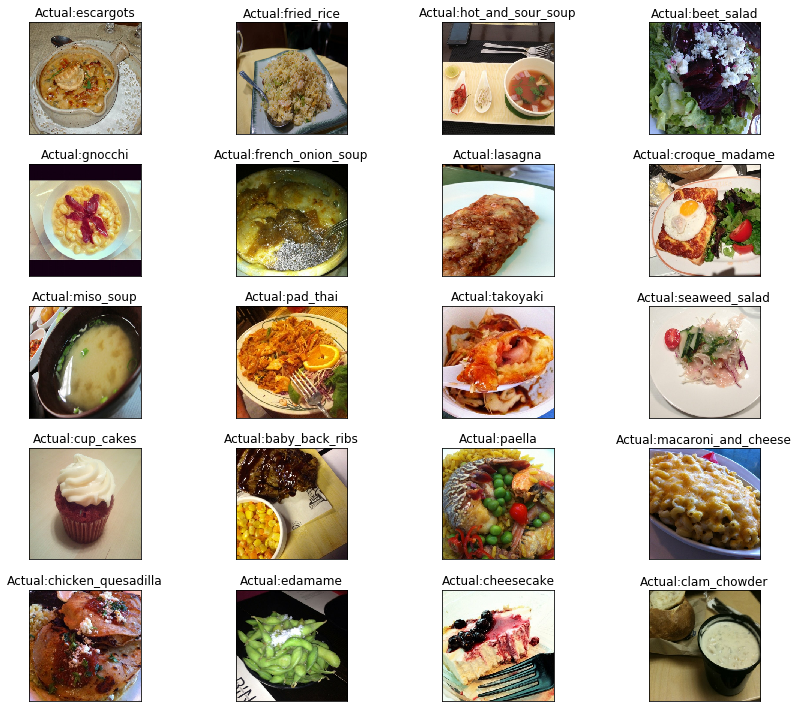 Actual:escargots
Actual:fried_rice
Actual:hot_and_sour_soup
Actual:beet_salad
Actual:gnocchi
Actual:french_onion_soup
Actual:lasagna
Actual:croque_madame
Actual:miso_soup
Actual:pad_thai
Actual:takoyaki
Actual:seaweed_salad
Actual:cup_cakes
Actual:baby_back_ribs
Actual:paella
Actual:macaroni_and_cheese
Actual:chicken_quesadilla
Actual:edamame
Actual:cheesecake
Actual:clam_chowder